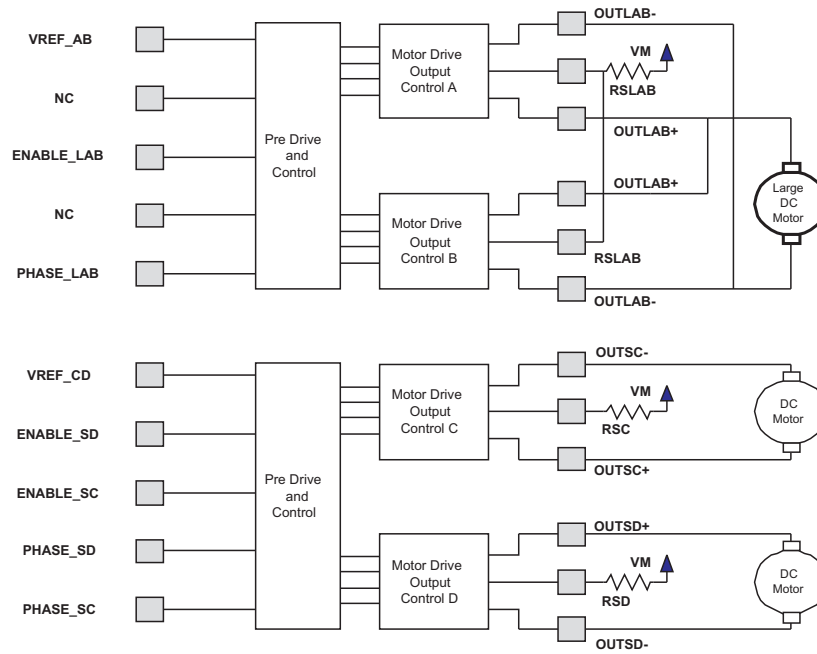 VREF_AB
NC
ENABLE_LAB
NC
PHASE_LAB
Pre Drive
and
Control
Motor Drive
Output
Control A
Motor Drive
Output
Control B
OUTLAB-
VM
RSLAB
OUTLAB+
OUTLAB+
RSLAB
OUTLAB-
Large
DC
Motor
VREF_CD
ENABLE_SD
ENABLE_SC
PHASE_SD
PHASE_SC
Pre Drive
and
Control
Motor Drive
Output
Control C
Motor Drive
Output
Control D
OUTSC-
VM
RSC
OUTSC+
DC
Motor
OUTSD+
VM
RSD
OUTSD-
DC
Motor